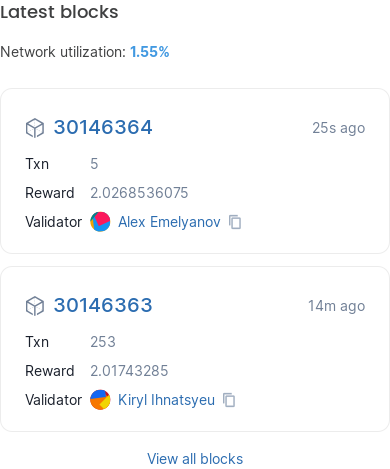 Latest blocks
Network utilization: 1.55%
30146364 25s ago
Txn 5
Reward 2.0268536075
Validator Alex Emelyanov
30146363 14m ago
Txn 253
Reward 2.01743285
Validator Kiryl Ihnatsyeu
View all blocks